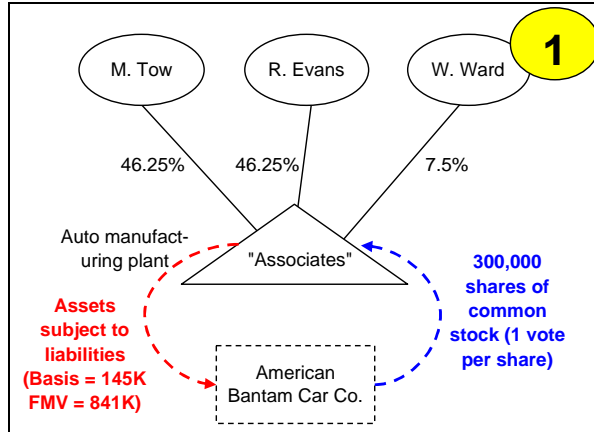 1
M. Tow
R. Evans
W. Ward
46.25%
46.25%
7.5%
Auto manufact-
uring plant
"Associates"
Assets
subject to
liabilities
(Basis = 145K
FMV = 841K)
300,000
shares of
common
stock (1 vote
per share)
American
Bantam Car Co.